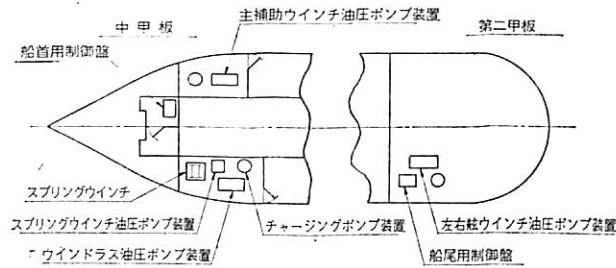 主補助ウインチ油圧ポンプ装置
中甲板
第二甲板
船首用制御盤
スプリングウインチ
スプリングウインチ油圧ポンプ装置
チャージングポンプ装置
左右舷ウインチ油圧ポンプ装置
ウインドラス油圧ポンプ装置
船尾用制御盤